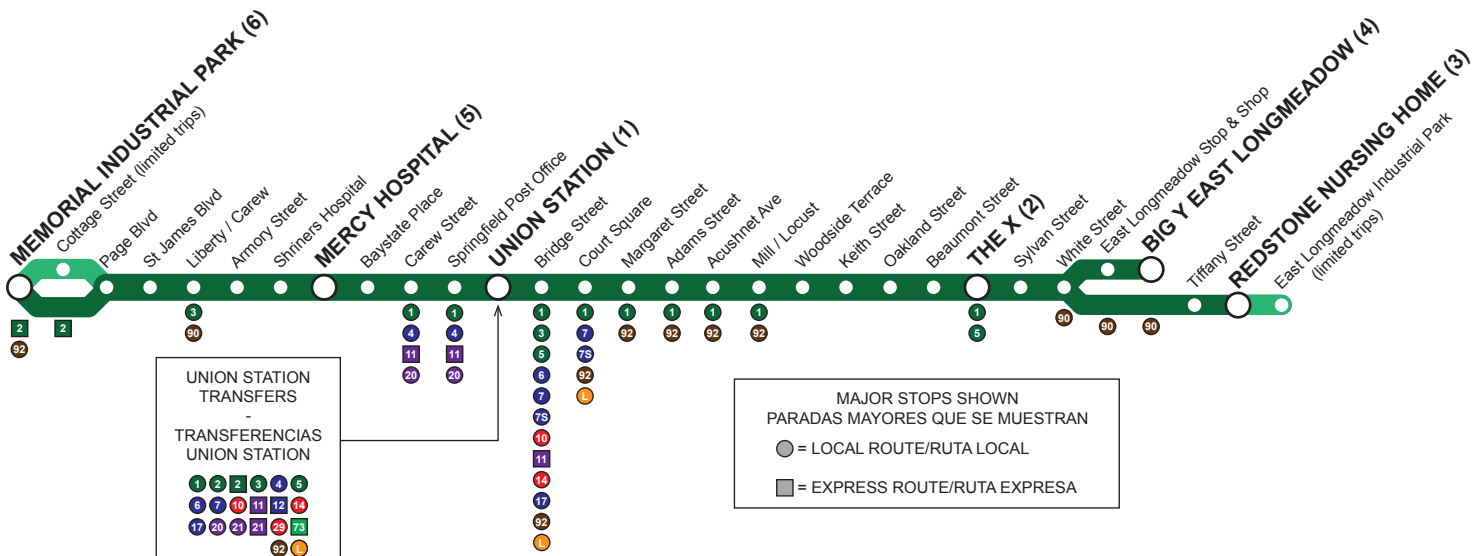 MEMORIAL INDUSTRIAL PARK (6)
Cottage Street (limited trips)
Page Blvd
St James Blvd
Liberty / Carew
Armory Street
Shriners Hospital
MERCY HOSPITAL (5)
Baystate Place
Carew Street
Springfield Post Office
UNION STATION (1)
Bridge Street
Court Square
Margaret Street
Adams Street
Acushnet Ave
Mill / Locust
Woodside Terrace
Keith Street
Oakland Street
Beaumont Street
THE X (2)
Sylvan Street
White Street
East Longmeadow Stop & Shop
BIG Y EAST LONGMEADOW (4)
Tiffany Street
REDSTONE NURSING HOME (3)
East Longmeadow Industrial Park
(limited trips)
2
92
2
3
90
1
4
11
20
1
4
11
20
1
3
5
6
7
7S
10
11
14
17
92
L
1
7
7S
92
L
1
92
1
92
1
92
1
92
1
5
90
90
90
UNION STATION
TRANSFERS
-
TRANSFERENCIAS
UNION STATION
1 2 2 3 4 5
6 7 10 11 12 14
17 20 21 21 29 73
92 L
MAJOR STOPS SHOWN
PARADAS MAYORES QUE SE MUESTRAN
= LOCAL ROUTE/RUTA LOCAL
= EXPRESS ROUTE/RUTA EXPRESA